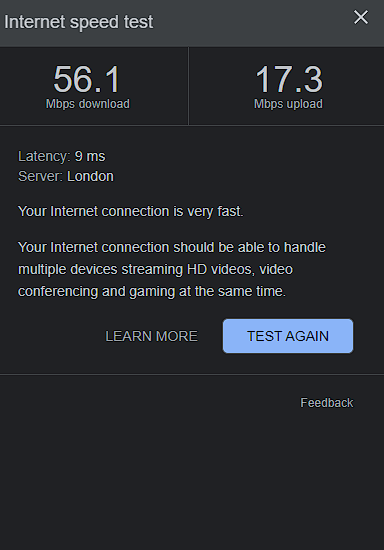 Internet speed test
56.1
Mbps download
17.3
Mbps upload
Latency: 9 ms
Server: London
Your Internet connection is very fast.
Your Internet connection should be able to handle
multiple devices streaming HD videos, video
conferencing and gaming at the same time.
LEARN MORE
TEST AGAIN
Feedback